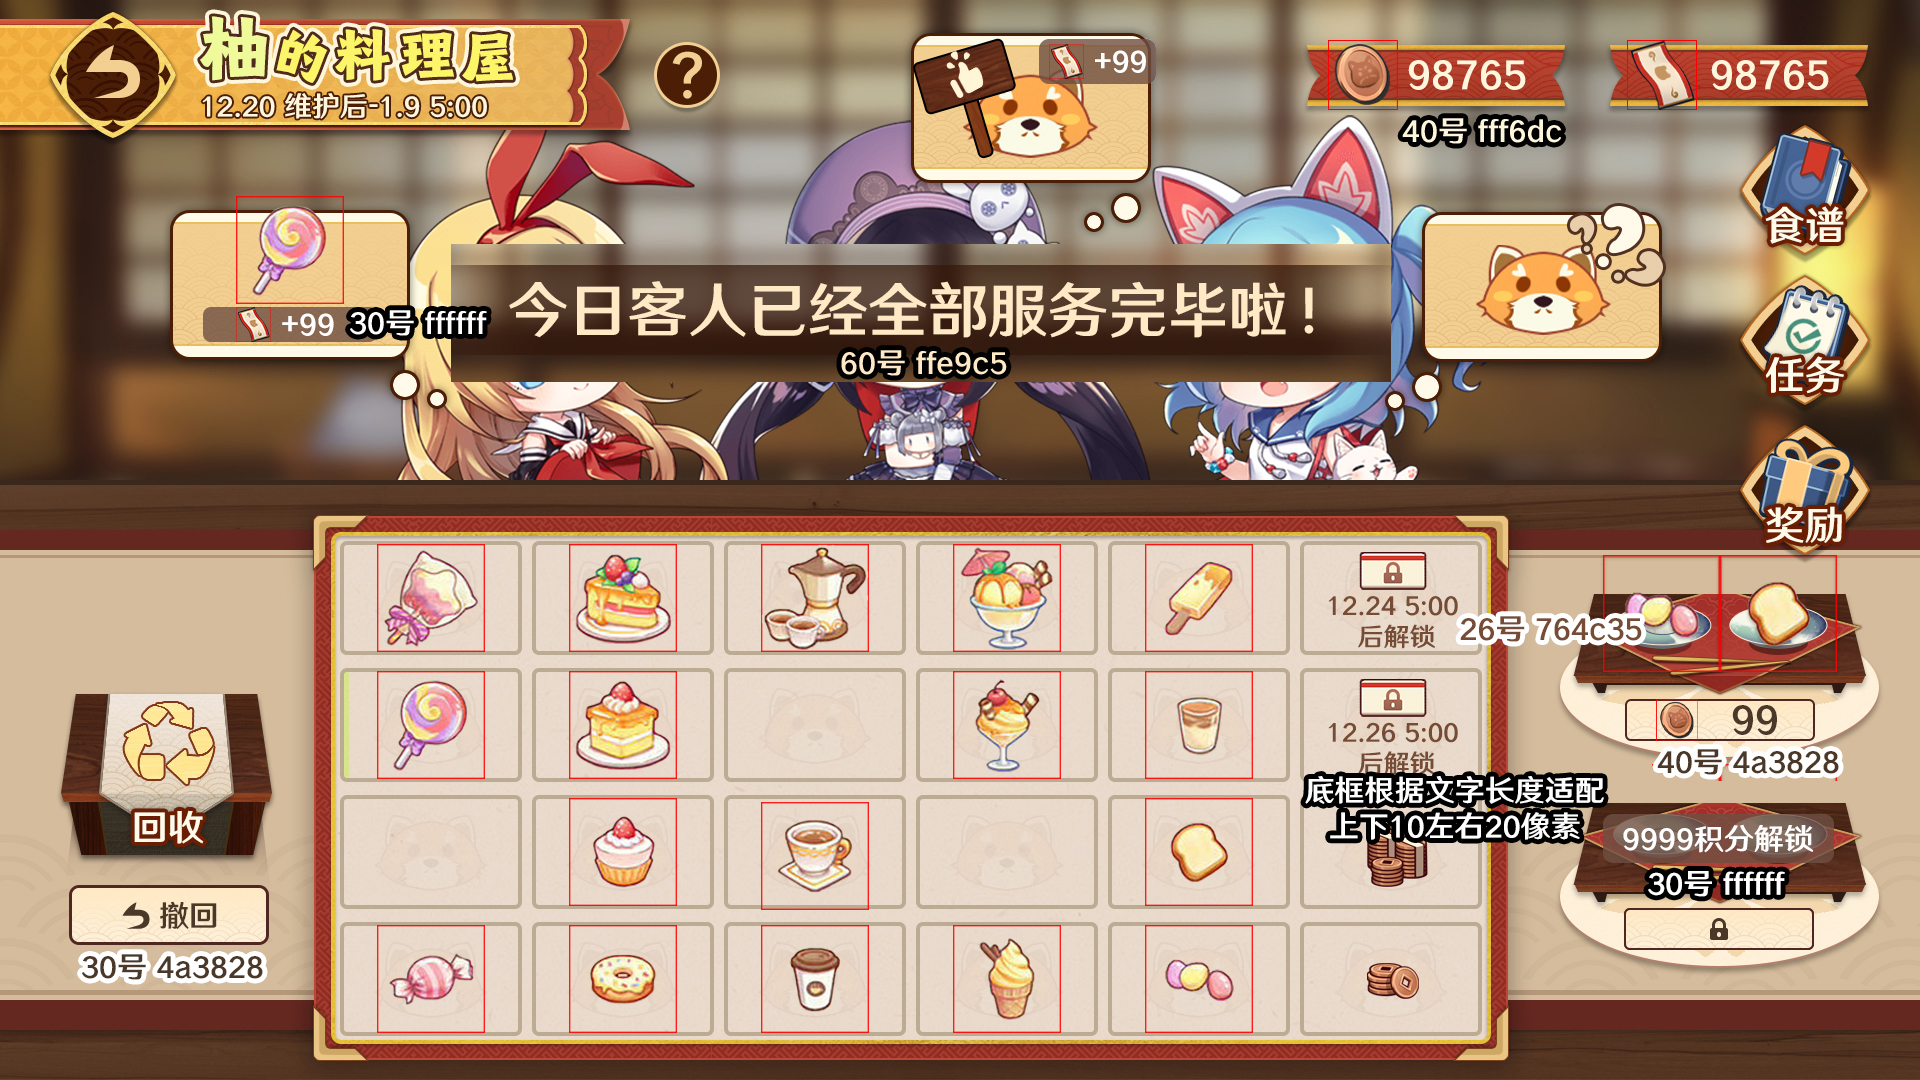 柚的料理屋
12.20 维护后-1.9 5:00
?
+99
98765
98765
40号 fff6dc
食谱
+99 30号 ffffff
今日客人已经全部服务完毕啦！
60号 ffe9c5
任务
奖励
12.24 5:00
后解锁
26号 764c35
99
40号 4a3828
12.26 5:00
后解锁
底框根据文字长度适配
上下10左右20像素
9999积分解锁
30号 ffffff
回收
撤回
30号 4a3828